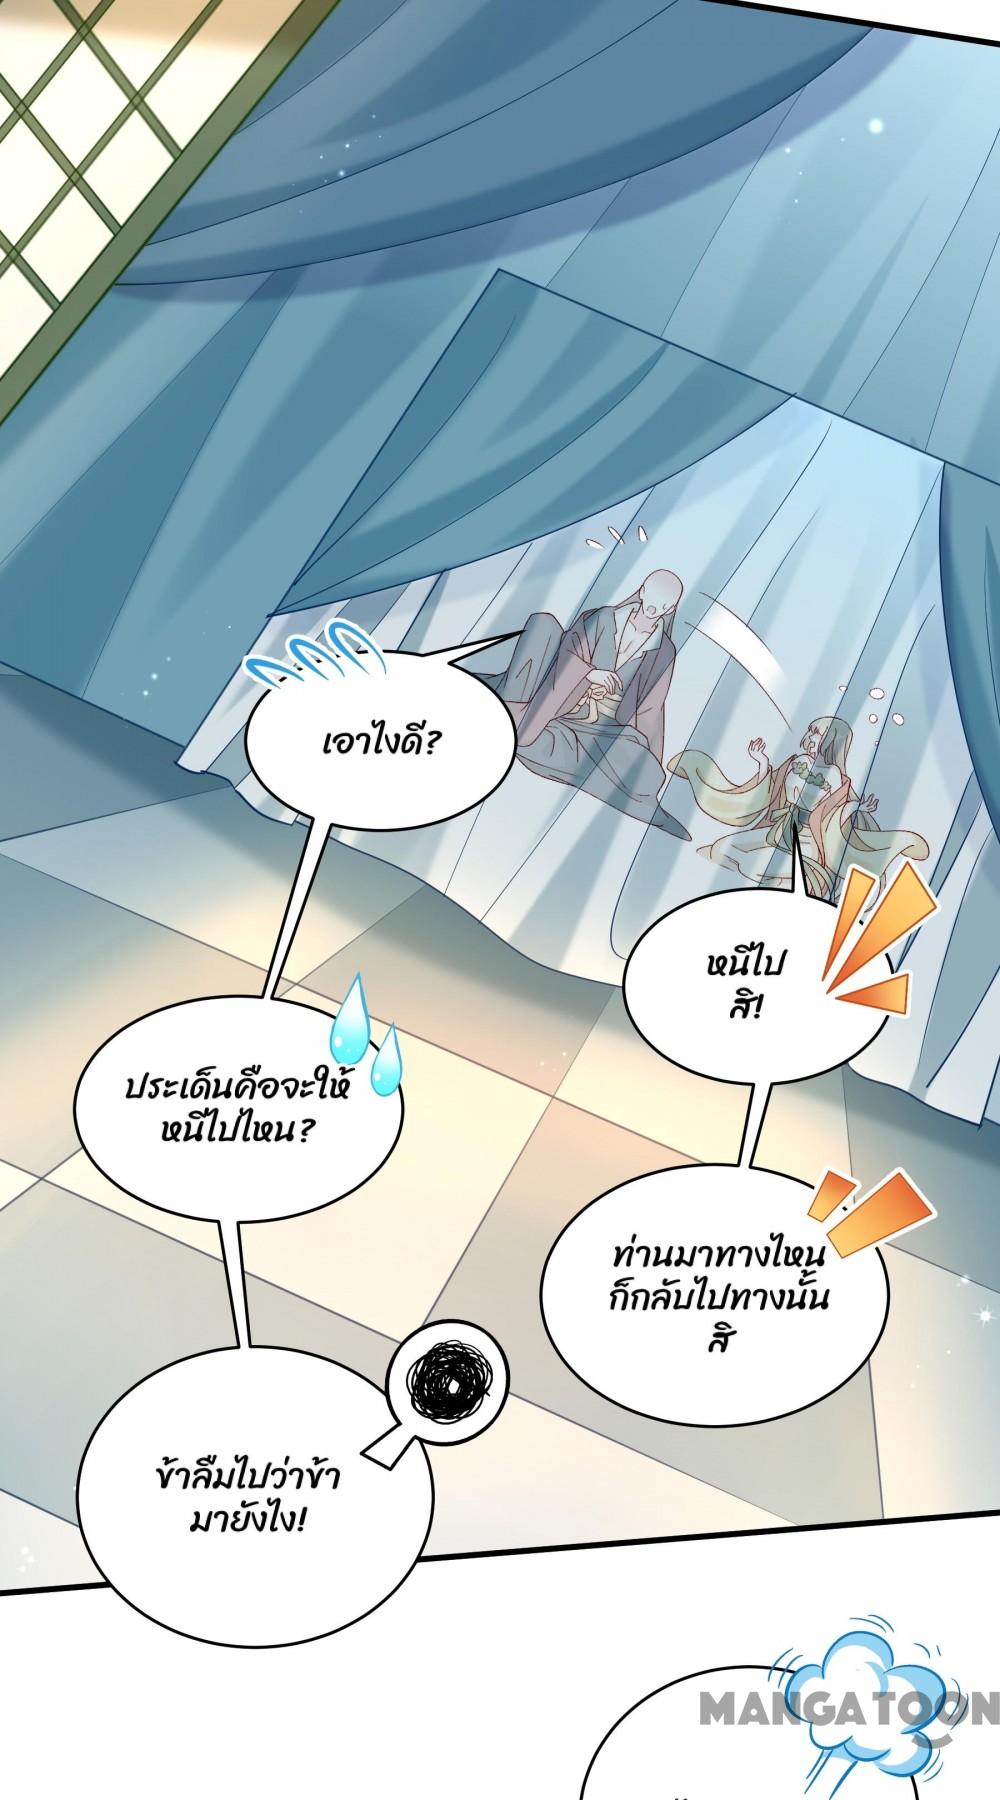 เอาไงดี?
หนีไป
สิ!
ประเด็นคือจะให้
หนีไปไหน?
ท่านมาทางไหน
ก็กลับไปทางนั้น
สิ
ข้าลืมไปว่าข้า
มายังไง!
MANGATOON